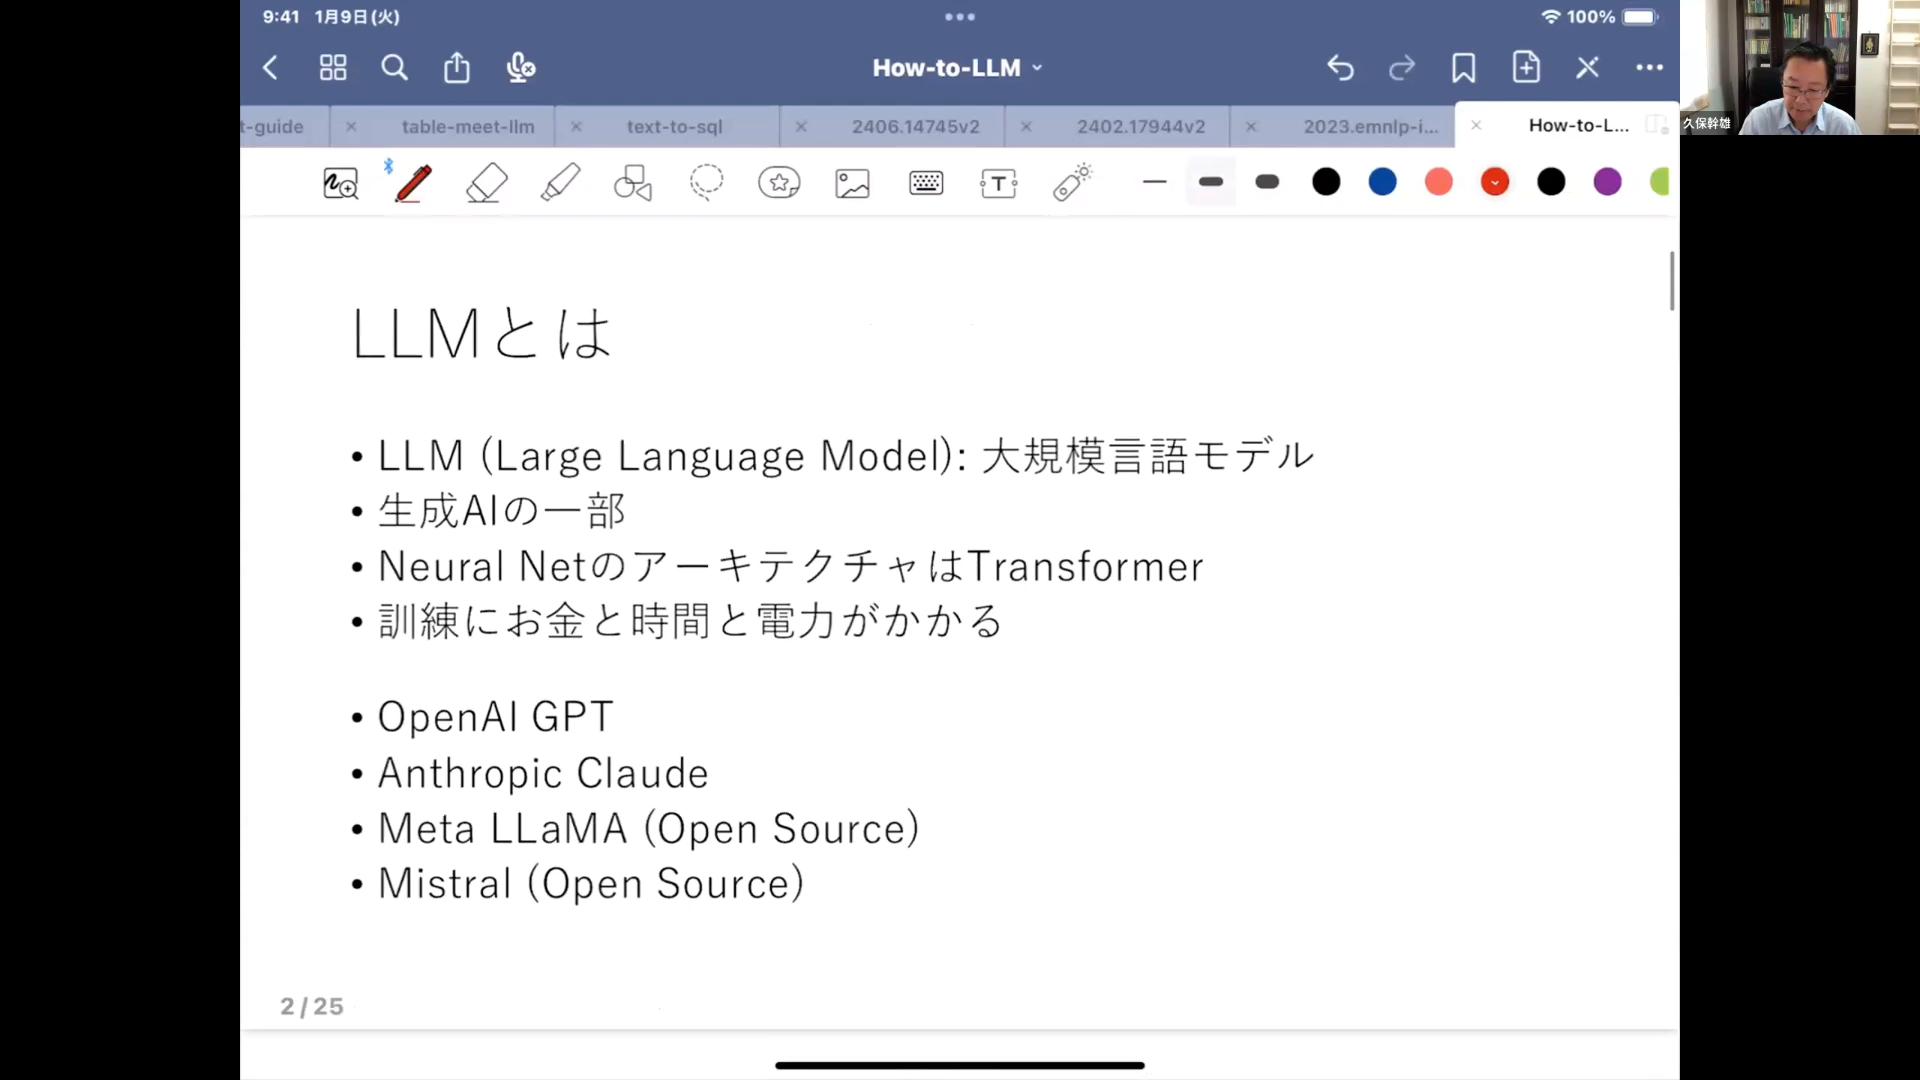 9:41 1月9日(火)
100%
How-to-LLM
t-guide
table-meet-llm
text-to-sql
2406.14745v2
2402.17944v2
2023.emnlp-i...
How-to-L...
久保幹雄
T
LLMとは
• LLM (Large Language Model): 大規模言語モデル
• 生成AIの一部
• Neural NetのアーキテクチャはTransformer
• 訓練にお金と時間と電力がかかる
• OpenAI GPT
• Anthropic Claude
• Meta LLaMA (Open Source)
• Mistral (Open Source)
2 / 25